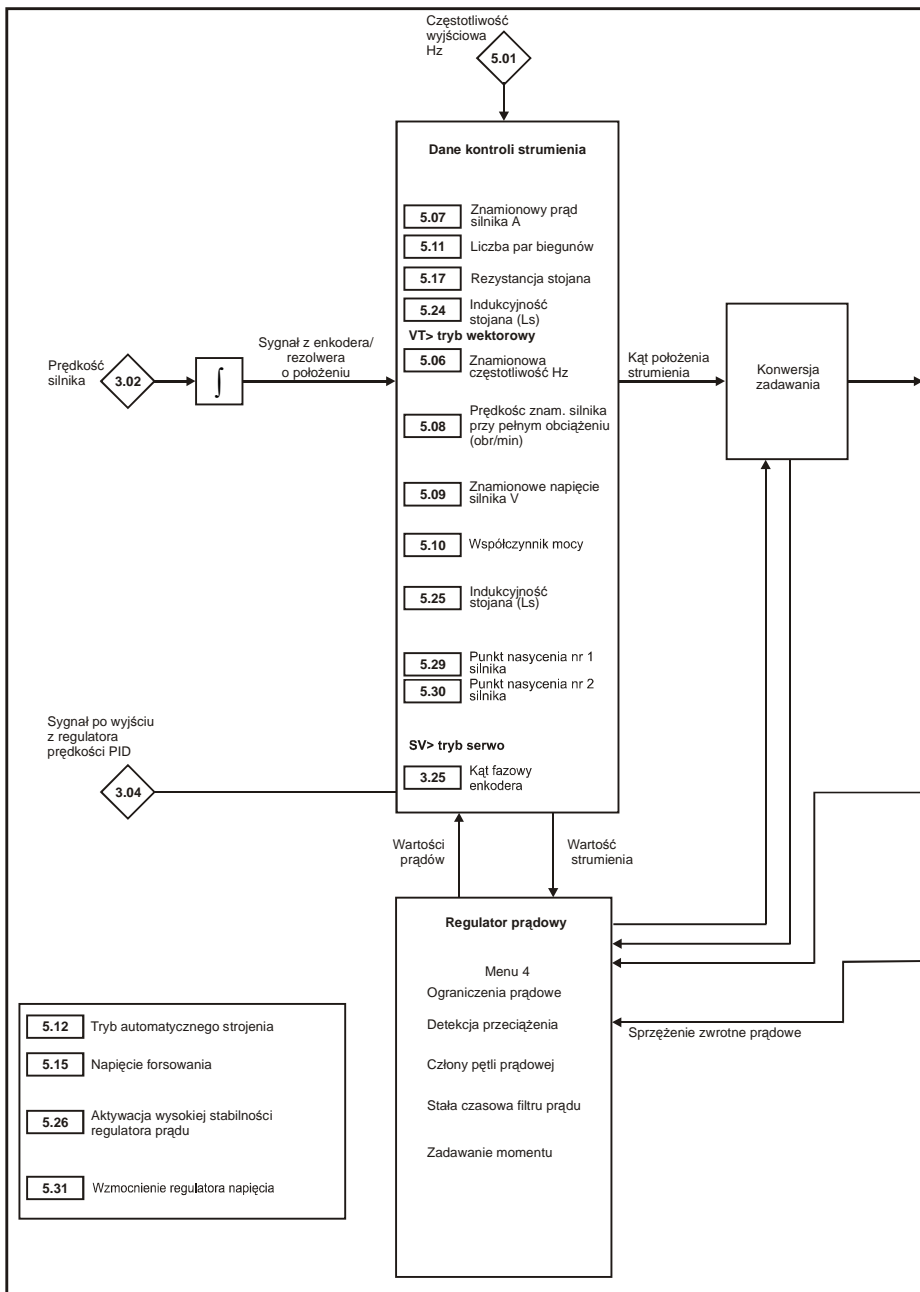 Częstotliwość
wyjściowa
Hz
5.01
Dane kontroli strumienia
5.07
Znamionowy prąd
silnika A
5.11
Liczba par biegunów
5.17
Rezystancja stojana
5.24
Indukcyjność
stojana (Ls)
VT> tryb wektorowy
5.06
Znamionowa
częstotliwość Hz
5.08
Prędkośc znam. silnika
przy pełnym obciążeniu
(obr/min)
5.09
Znamionowe napięcie
silnika V
5.10
Współczynnik mocy
5.25
Indukcyjność
stojana (Ls)
5.29
Punkt nasycenia nr 1
silnika
5.30
Punkt nasycenia nr 2
silnika
SV> tryb serwo
3.25
Kąt fazowy
enkodera
Prędkość
silnika
3.02
∫
Sygnał z enkodera/
rezolwera
o położeniu
Kąt położenia
strumienia
Konwersja
zadawania
Sygnał po wyjściu
z regulatora
prędkości PID
3.04
Wartości
prądów
Wartość
strumienia
Regulator prądowy
Menu 4
Ograniczenia prądowe
Detekcja przeciążenia
Człony pętli prądowej
Stała czasowa filtru prądu
Zadawanie momentu
Sprzężenie zwrotne prądowe
5.12
Tryb automatycznego strojenia
5.15
Napięcie forsowania
5.26
Aktywacja wysokiej stabilności
regulatora prądu
5.31
Wzmocnienie regulatora napięcia